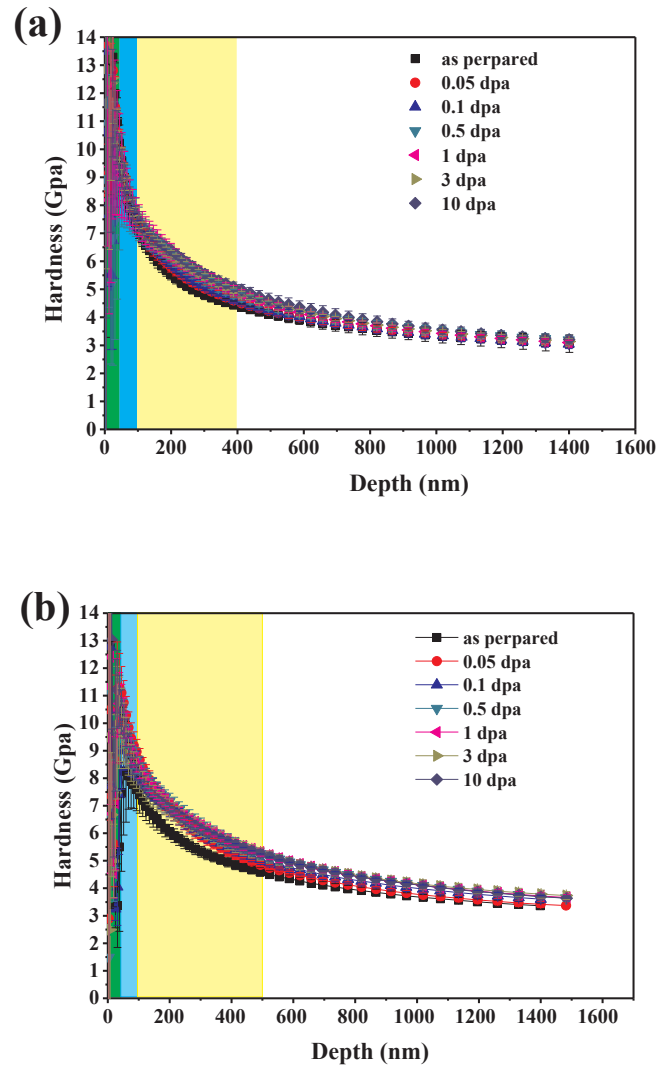 (a)
14
13
12
11
10
9
8
7
6
5
4
3
2
1
0
Hardness (Gpa)
as perpared
0.05 dpa
0.1 dpa
0.5 dpa
1 dpa
3 dpa
10 dpa
0 200 400 600 800 1000 1200 1400 1600
Depth (nm)
(b)
14
13
12
11
10
9
8
7
6
5
4
3
2
1
0
Hardness (Gpa)
as perpared
0.05 dpa
0.1 dpa
0.5 dpa
1 dpa
3 dpa
10 dpa
0 200 400 600 800 1000 1200 1400 1600
Depth (nm)